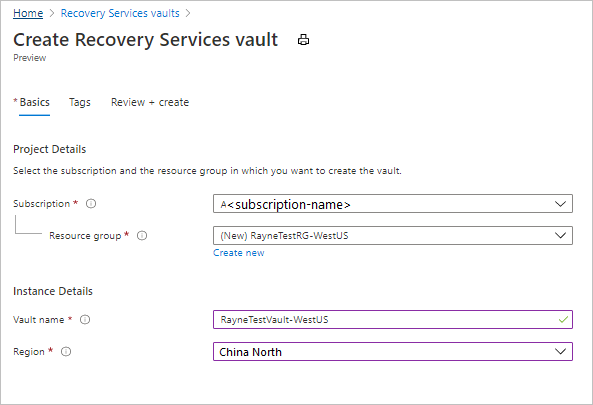 Home > Recovery Services vaults >
Create Recovery Services vault
Preview
* Basics Tags Review + create
Project Details
Select the subscription and the resource group in which you want to create the vault.
Subscription * A<subscription-name>
Resource group * (New) RayneTestRG-WestUS
Create new
Instance Details
Vault name * RayneTestVault-WestUS
Region * China North